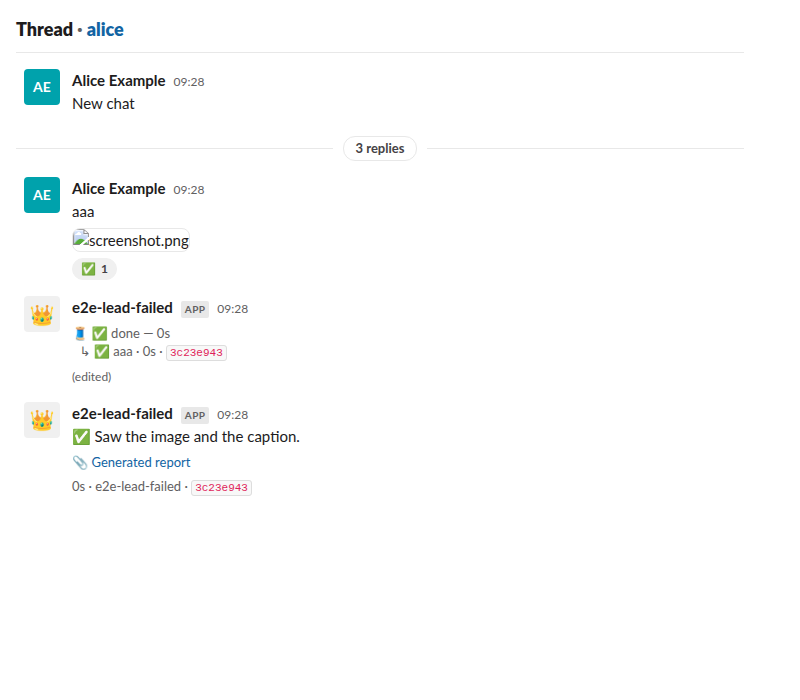 Thread • alice
AE
Alice Example 09:28
New chat
3 replies
AE
Alice Example 09:28
aaa
screenshot.png
✅ 1
e2e-lead-failed APP 09:28
🧵 ✅ done — 0s
↳ ✅ aaa · 0s · 3c23e943
(edited)
e2e-lead-failed APP 09:28
✅ Saw the image and the caption.
📎 Generated report
0s · e2e-lead-failed · 3c23e943